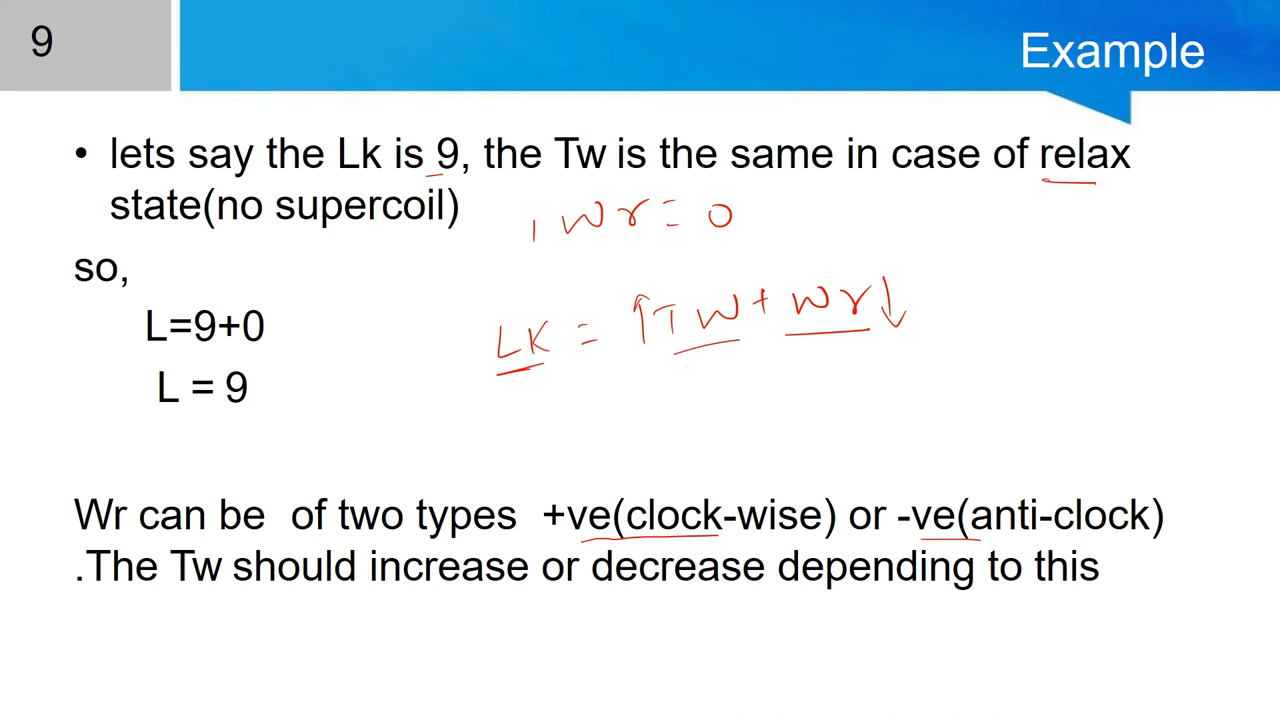 9
Example
• lets say the Lk is 9, the Tw is the same in case of relax
state(no supercoil)
, Wr = 0
so,
L=9+0
LK = ↑Tw + Wr↓
L = 9
Wr can be of two types +ve(clock-wise) or -ve(anti-clock)
.The Tw should increase or decrease depending to this